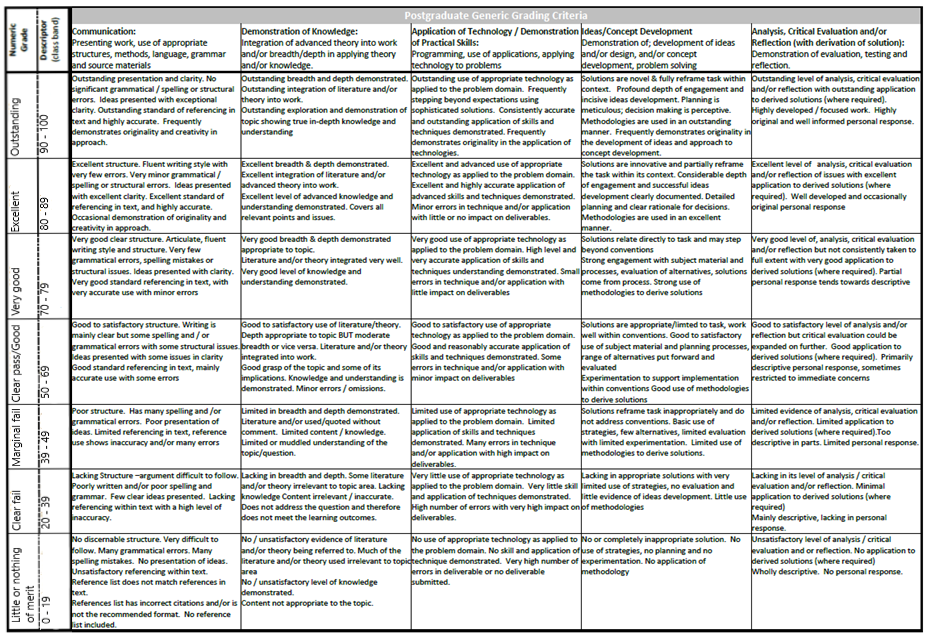 Postgraduate Generic Grading Criteria
Numeric
Grade
Descriptor
(class band)
Communication:
Presenting work, use of appropriate
structures, methods, language, grammar
and source materials
Demonstration of Knowledge:
Integration of advanced theory into work
and/or breadth/depth in applying theory
and/or knowledge.
Application of Technology / Demonstration
of Practical Skills:
Programming, use of applications, applying
technology to problems
Ideas/Concept Development
Demonstration of; development of ideas
and/or design, and/or concept
development, problem solving
Analysis, Critical Evaluation and/or
Reflection (with derivation of solution):
Demonstration of evaluation, testing and
reflection.
Outstanding
90 - 100
Outstanding presentation and clarity. No
significant grammatical / spelling or structural
errors. Ideas presented with exceptional
clarity. Outstanding standard of referencing in
text and highly accurate. Frequently
demonstrates originality and creativity in
approach.
Outstanding breadth and depth demonstrated.
Outstanding integration of literature and/or
theory into work.
Outstanding exploration and demonstration of
topic showing true in-depth knowledge and
understanding
Outstanding use of appropriate technology as
applied to the problem domain. Frequently
stepping beyond expectations using
sophisticated solutions. Consistently accurate
and outstanding application of skills and
techniques demonstrated. Frequently
demonstrates originality in the application of
technologies.
Solutions are novel & fully reframe task within
context. Profound depth of engagement and
incisive ideas development. Planning is
meticulous; decision making is perceptive.
Methodologies are used in an outstanding
manner. Frequently demonstrates originality in
the development of ideas and approach to
concept development.
Outstanding level of analysis, critical evaluation
and/or reflection with outstanding application
to derived solutions (where required).
Highly developed / focused work. Highly
original and well informed personal response.
Excellent
80 - 89
Excellent structure. Fluent writing style with
very few errors. Very minor grammatical /
spelling or structural errors. Ideas presented
with excellent clarity. Excellent standard of
referencing in text, and highly accurate.
Occasional demonstration of originality and
creativity in approach.
Excellent breadth & depth demonstrated.
Excellent integration of literature and/or
advanced theory into work.
Excellent level of advanced knowledge and
understanding demonstrated. Covers all
relevant points and issues.
Excellent and advanced use of appropriate
technology as applied to the problem domain.
Excellent and highly accurate application of
advanced skills and techniques demonstrated.
Minor errors in technique and/or application
with little or no impact on deliverables.
Solutions are innovative and partially reframe
the task within its context. Considerable depth
of engagement and successful ideas
development clearly documented. Detailed
planning and clear rationale for decisions.
Methodologies are used in an excellent
manner.
Excellent level of analysis, critical evaluation
and/or reflection of issues with excellent
application to derived solutions (where
required). Well developed and occasionally
original personal response
Very good
70 - 79
Very good clear structure. Articulate, fluent
writing style and structure. Very few
grammatical errors, spelling mistakes or
structural issues. Ideas presented with clarity.
Very good standard referencing in text, with
very accurate use with minor errors
Very good breadth & depth demonstrated
appropriate to topic.
Literature and/or theory integrated very well.
Very good level of knowledge and
understanding demonstrated.
Very good use of appropriate technology as
applied to the problem domain. High level and
very accurate application of skills and
techniques understanding demonstrated. Small
errors in technique and/or application with
little impact on deliverables
Solutions relate directly to task and may step
beyond conventions
Strong engagement with subject material and
processes, evaluation of alternatives, solutions
come from process. Strong use of
methodologies to derive solutions
Very good level of, analysis, critical evaluation
and/or reflection but not consistently taken to
full extent with very good application to
derived solutions (where required). Partial
personal response tends towards descriptive
Clear pass/Good
50 - 69
Good to satisfactory structure. Writing is
mainly clear but some spelling and / or
grammatical errors with some structural issues.
Ideas presented with some issues in clarity
Good standard referencing in text, mainly
accurate use with some errors
Good to satisfactory use of literature/theory.
Depth appropriate to topic BUT moderate
breadth or vice versa. Literature and/or theory
integrated into work.
Good grasp of the topic and some of its
implications. Knowledge and understanding is
demonstrated. Minor errors / omissions.
Good to satisfactory use of appropriate
technology as applied to the problem domain.
Good and reasonably accurate application of
skills and techniques demonstrated. Some
errors in technique and/or application with
minor impact on deliverables
Solutions are appropriate/limted to task, work
well within conventions. Good to satisfactory
use of subject material and planning processes,
range of alternatives put forward and
evaluated
Experimentation to support implementation
within conventions Good use of methodologies
to derive solutions
Good to satisfactory level of analysis and/or
reflection but critical evaluation could be
expanded further. Good application to
derived solutions (where required). Primarily
descriptive personal response, sometimes
restricted to immediate concerns
Marginal fail
39 - 49
Poor structure. Has many spelling and /or
grammatical errors. Poor presentation of
ideas. Limited referencing in text, reference
use shows inaccuracy and/or many errors
Limited in breadth and depth demonstrated.
Literature and/or used/quoted without
comment. Limited content / knowledge.
Limited or muddled understanding of the
topic/question.
Limited use of appropriate technology as
applied to the problem domain. Limited
application of skills and techniques
demonstrated. Many errors in technique
and/or application with high impact on
deliverables.
Solutions reframe task inappropriately and do
not address conventions. Basic use of
strategies, few alternatives, limited evaluation
with limited experimentation. Limited use of
methodologies to derive solutions.
Limited evidence of analysis, critical evaluation
and/or reflection. Limited application to
derived solutions (where required).Too
descriptive in parts. Limited personal response.
Clear fail
20 - 39
Lacking Structure –argument difficult to follow.
Poorly written and/or poor spelling and
grammar. Few clear ideas presented. Lacking
referencing within text with a high level of
inaccuracy.
Lacking in breadth and depth. Some literature
and/or theory irrelevant to topic area. Lacking
knowledge Content irrelevant / inaccurate.
Does not address the question and therefore
does not meet the learning outcomes.
Very little use of appropriate technology as
applied to the problem domain. Very little skill
and application of techniques demonstrated.
High number of errors with very high impact on
deliverables.
Lacking in appropriate solutions with very
limited use of strategies, no evaluation and
little evidence of ideas development. Little use
of methodologies
Lacking in its level of analysis / critical
evaluation and/or reflection. Minimal
application to derived solutions (where
required)
Mainly descriptive, lacking in personal
response.
Little or nothing
of merit
0 - 19
No discernable structure. Very difficult to
follow. Many grammatical errors. Many
spelling mistakes. No presentation of ideas.
Unsatisfactory referencing within text.
Reference list does not match references in
text.
References list has incorrect citations and/or is
not the recommended format. No reference
list included.
No / unsatisfactory evidence of literature
and/or theory being referred to. Much of the
literature and/or theory used irrelevant to topic
area
No / unsatisfactory level of knowledge
demonstrated.
Content not appropriate to the topic.
No use of technology as applied to
the problem domain. No skill and application of
technique demonstrated. Very high number of
errors in deliverable or no deliverable
submitted.
No or completely inappropriate solution. No
use of strategies, no planning and no
experimentation. No application of
methodology
Unsatisfactory level of analysis / critical
evaluation and or reflection. No application to
derived solutions (where required)
Wholly descriptive. No personal response.